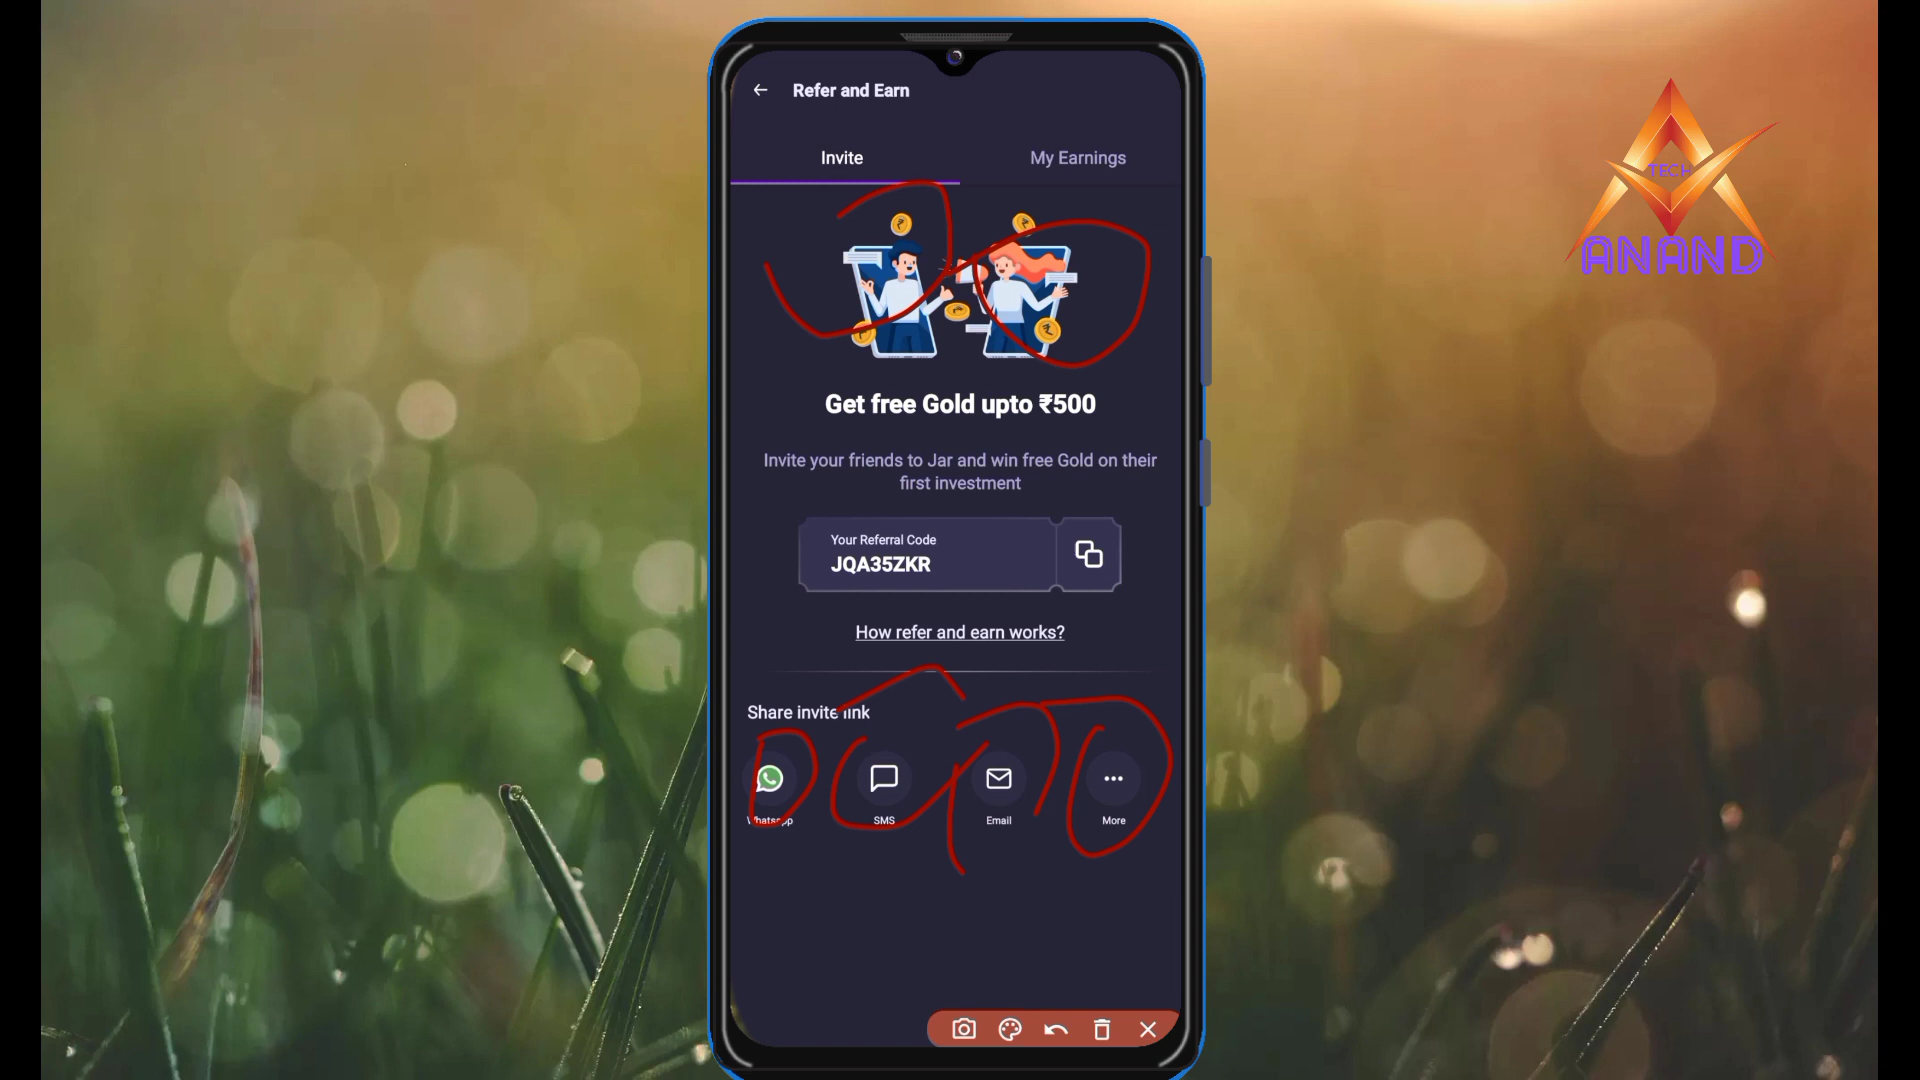 Refer and Earn
Invite
My Earnings
Get free Gold upto ₹500
Invite your friends to Jar and win free Gold on their
first investment
Your Referral Code
JQA35ZKR
How refer and earn works?
Share invite link
Whatsapp
SMS
Email
More
TECH
ANAND